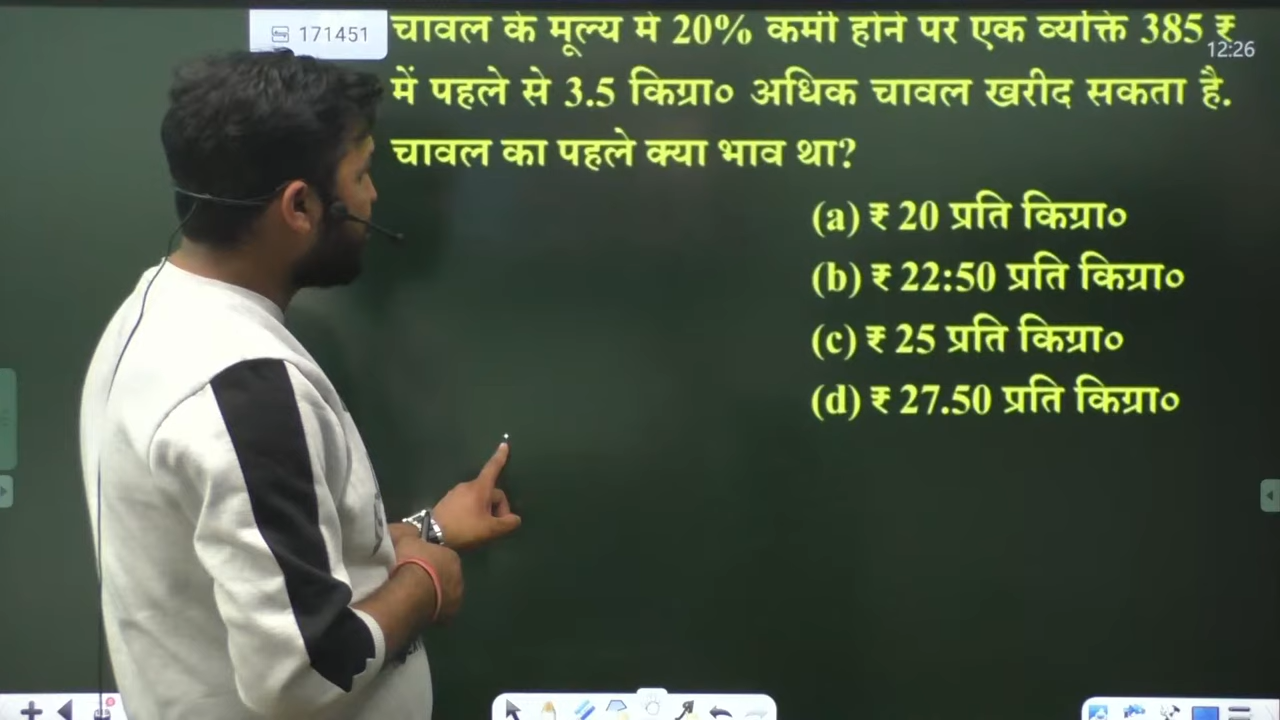 171451
चावल के मूल्य में 20% कमी होने पर एक व्यक्ति 385 ₹
12:26
में पहले से 3.5 किग्रा० अधिक चावल खरीद सकता है.
चावल का पहले क्या भाव था?
(a) ₹ 20 प्रति किग्रा०
(b) ₹ 22:50 प्रति किग्रा०
(c) ₹ 25 प्रति किग्रा०
(d) ₹ 27.50 प्रति किग्रा०